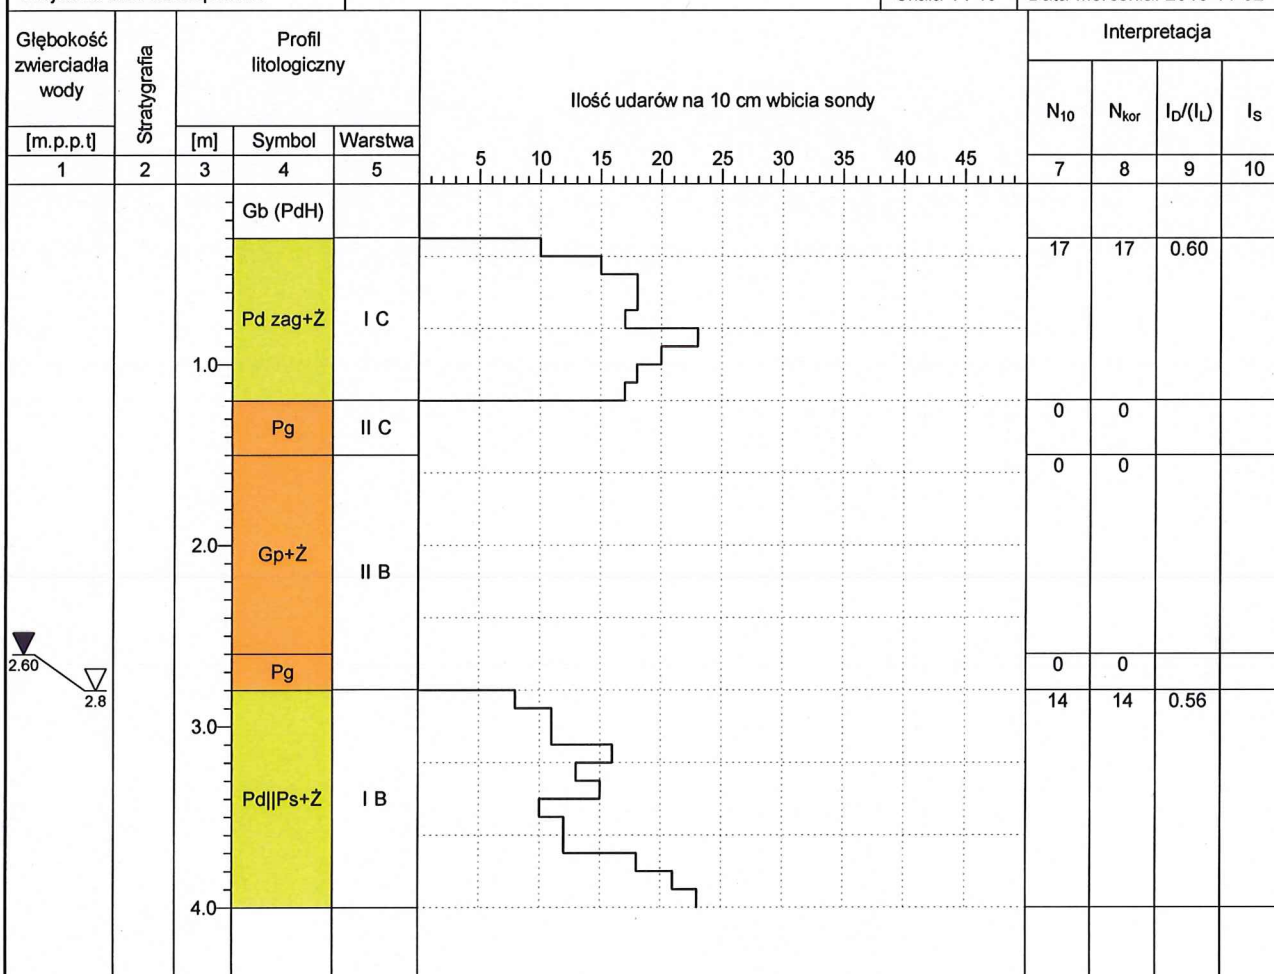 Głębokość
zwierciadła
wody
[m.p.p.t]
Stratygrafia
Profil
litologiczny
[m] Symbol Warstwa
Ilość udarów na 10 cm wbicia sondy
5 10 15 20 25 30 35 40 45
Interpretacja
N10 Nkor ID/(IL) IS
1 2 3 4 5 7 8 9 10
Gb (PdH)
17 17 0.60
Pd zag+Ż I C
1.0
0 0
Pg II C
0 0
2.0
Gp+Ż II B
2.60
0 0
Pg
2.8
14 14 0.56
3.0
Pd||Ps+Ż I B
4.0